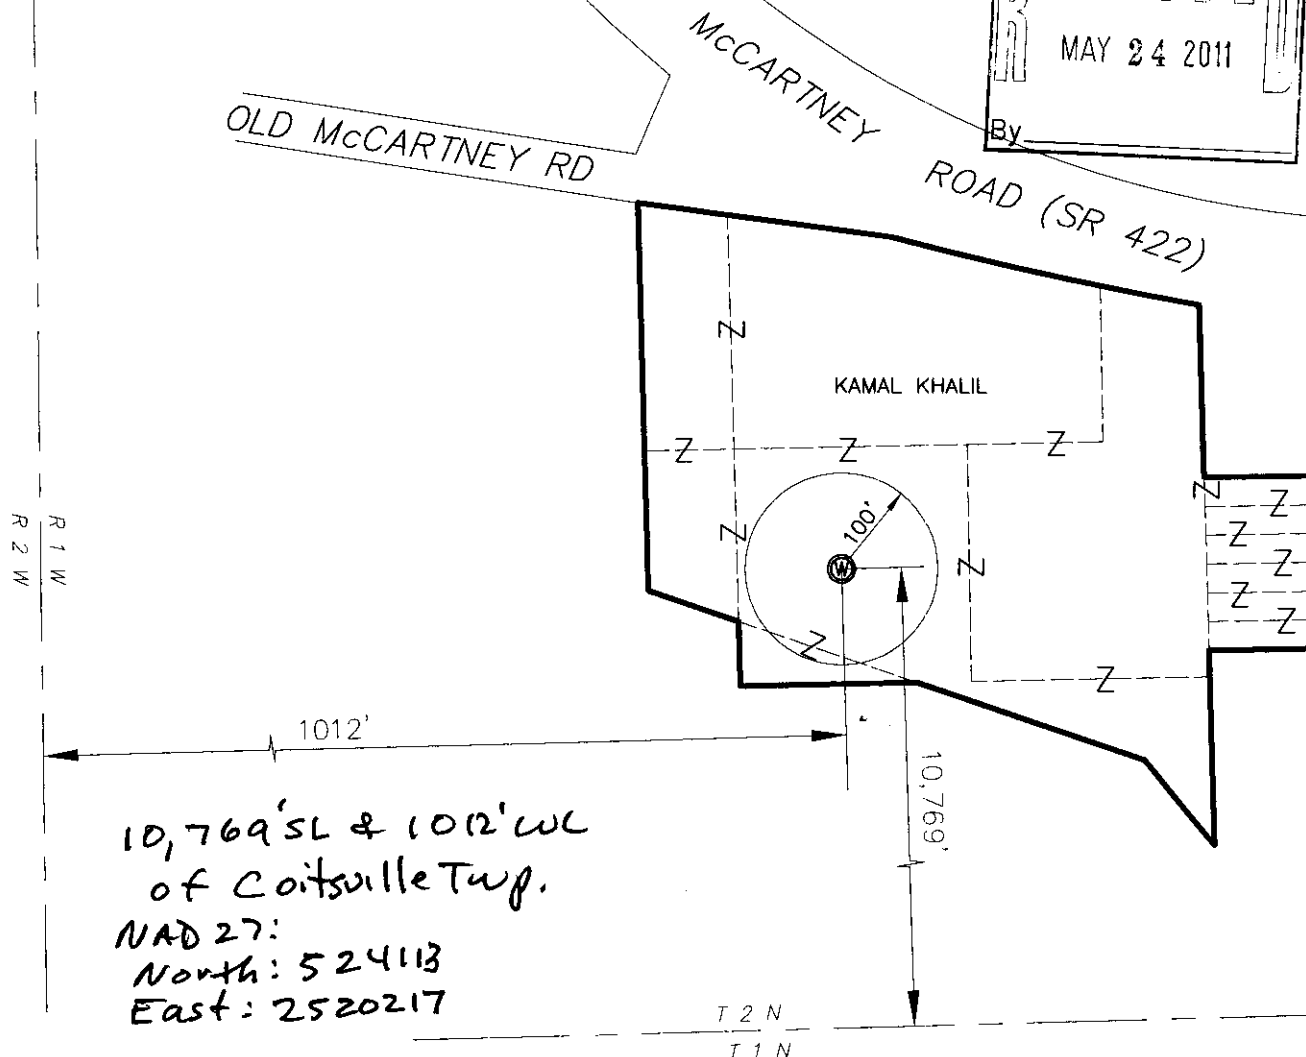 MAY 24 2011
By
McCARTNEY ROAD (SR 422)
OLD McCARTNEY RD
Z
KAMAL KHALIL
Z Z Z
Z
Z
Z
Z
Z
Z
Z
100'
Z
W
Z
Z
Z
Z
R 1 W
R 2 W
1012'
10,769'
10,769' SL & 1012' WL
of Coitsville Twp.
NAD 27:
North: 524113
East: 2520217
T 2 N
T 1 N